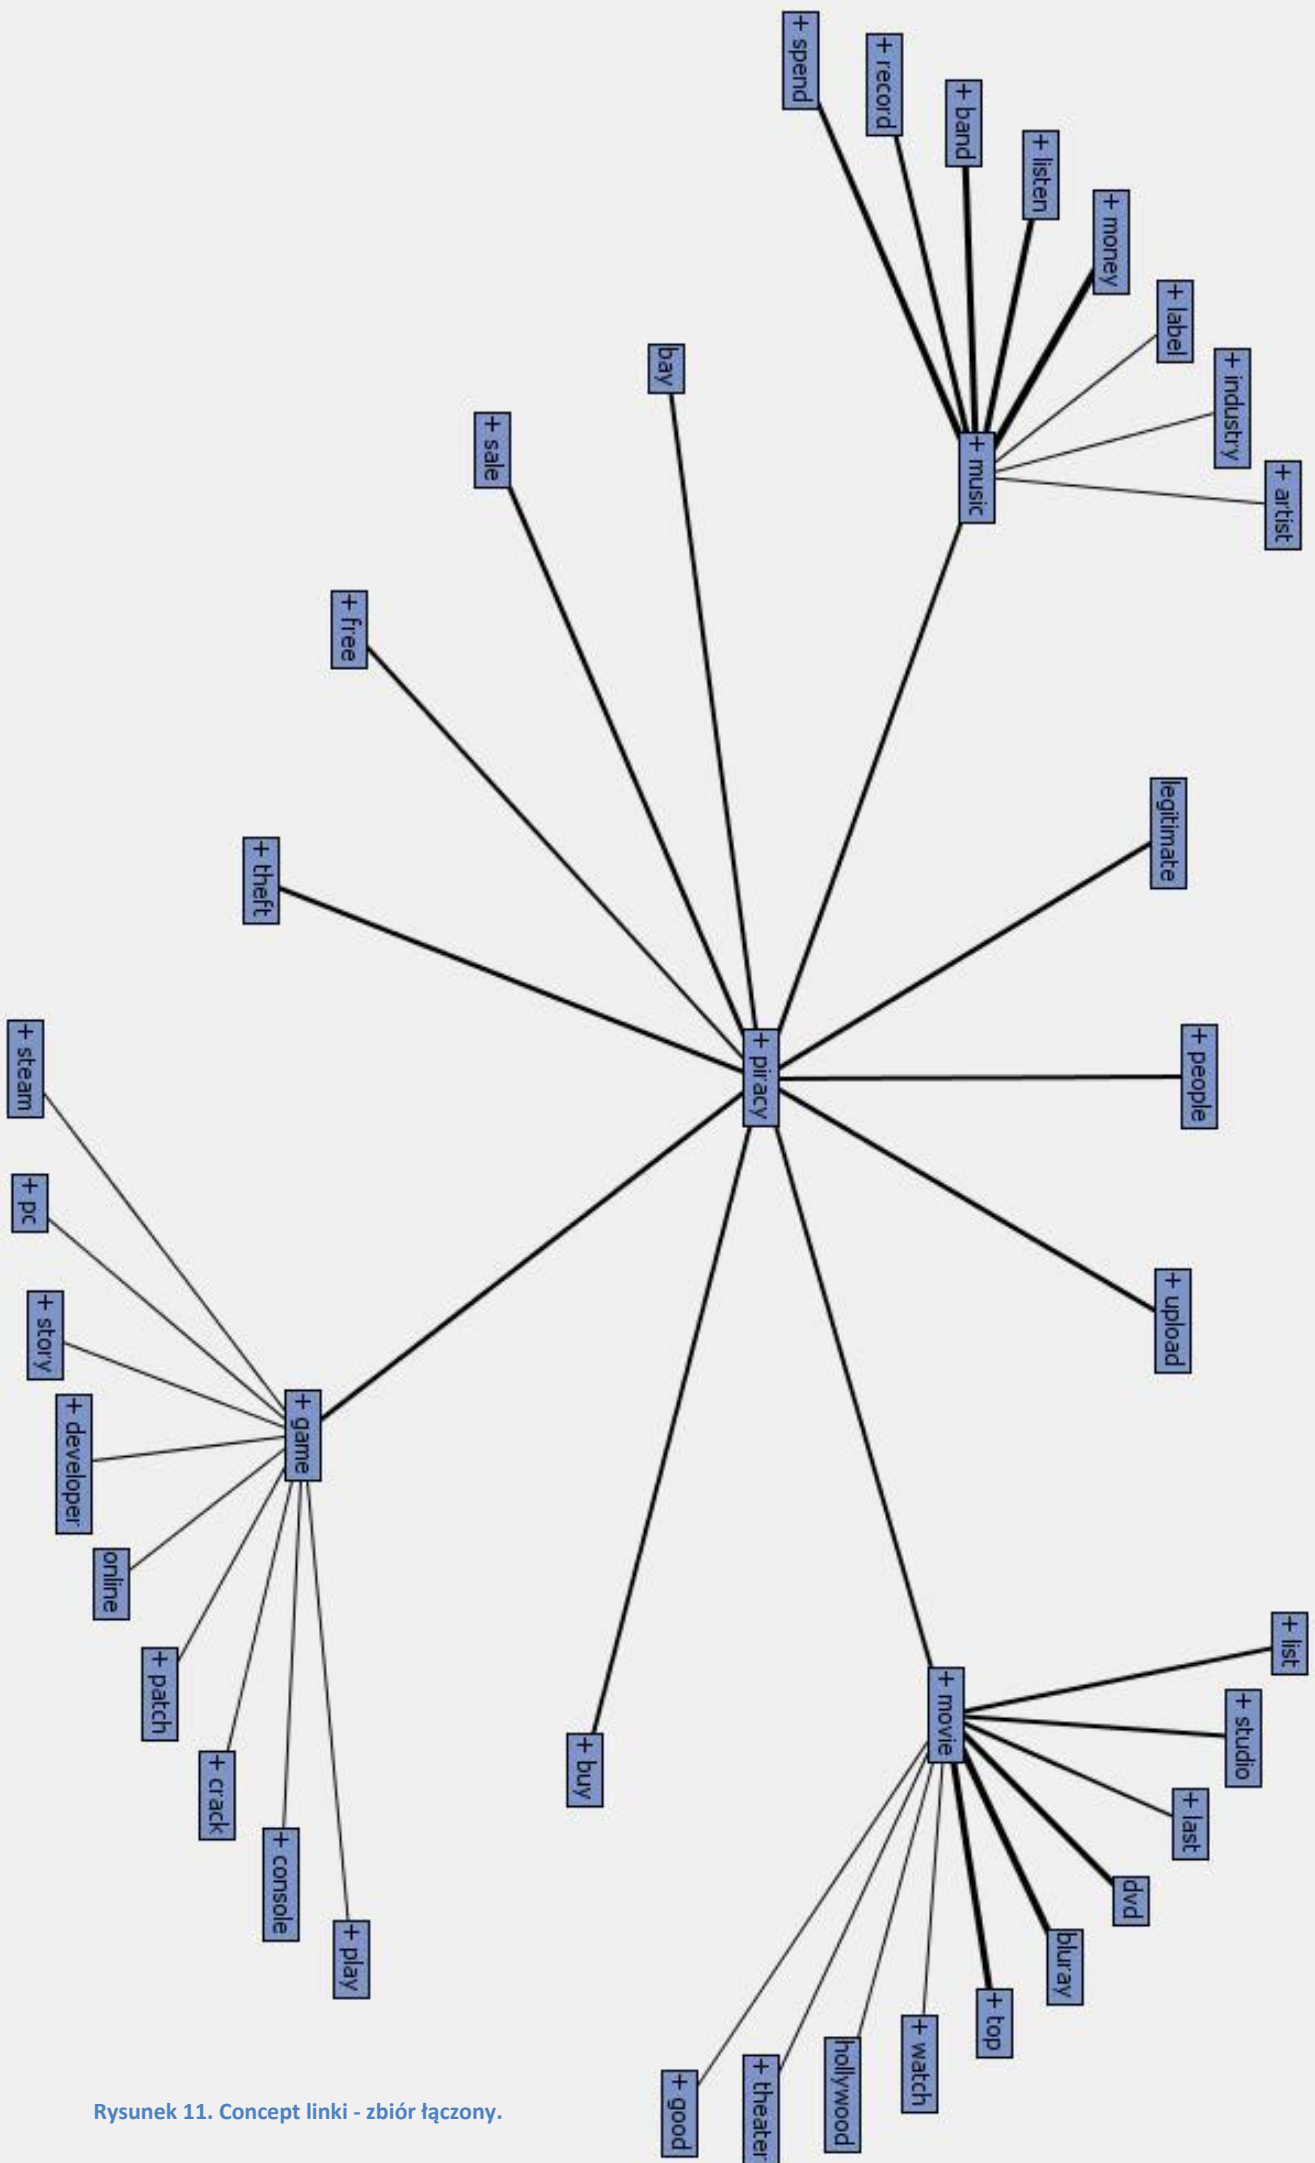 + spend
+ record
+ band
+ listen
+ money
+ label
+ industry
+ artist
+ music
bay
+ sale
+ free
+ theft
legitimate
+ people
+ upload
+ piracy
+ steam
+ pc
+ story
+ developer
online
+ patch
+ crack
+ console
+ play
+ game
+ buy
+ movie
+ list
+ studio
+ last
dvd
bluray
+ top
+ watch
hollywood
+ theater
+ good
Rysunek 11. Concept linki - zbiór łączony.